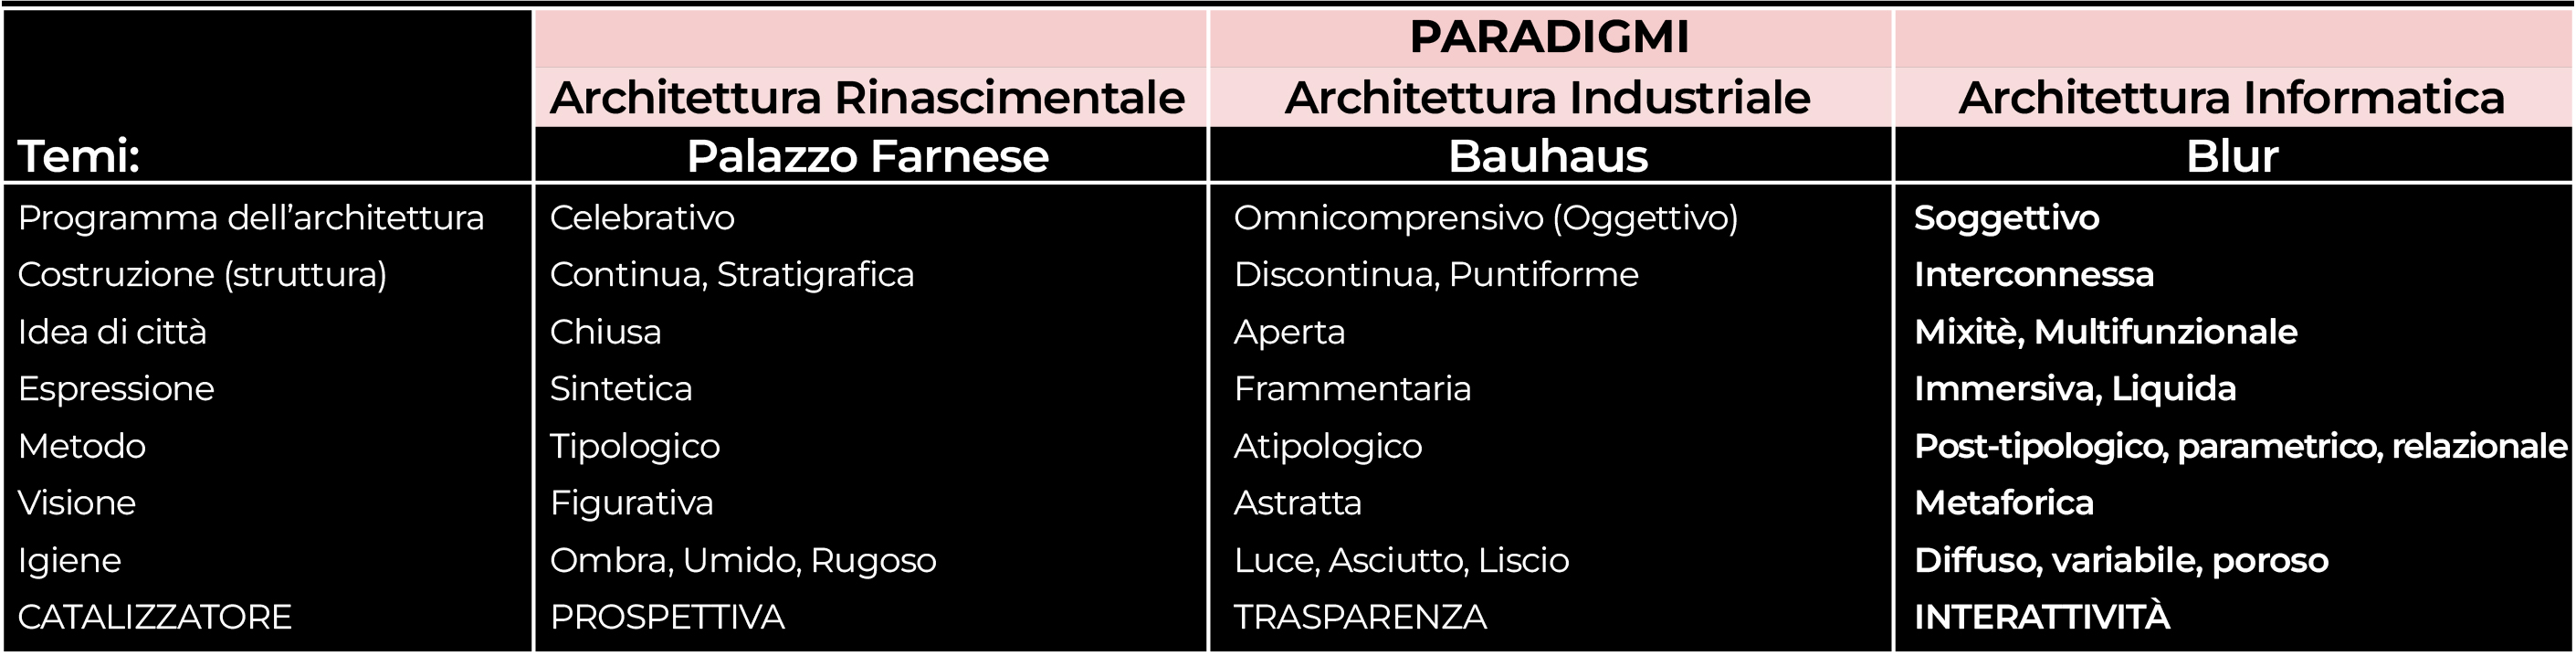 PARADIGMI
Architettura Rinascimentale Architettura Industriale Architettura Informatica
Temi: Palazzo Farnese Bauhaus Blur
Programma dell’architettura Celebrativo Omnicomprensivo (Oggettivo) Soggettivo
Costruzione (struttura) Continua, Stratigrafica Discontinua, Puntiforme Interconnessa
Idea di città Chiusa Aperta Mixitè, Multifunzionale
Espressione Sintetica Frammentaria Immersiva, Liquida
Metodo Tipologico Atipologico Post-tipologico, parametrico, relazionale
Visione Figurativa Astratta Metaforica
Igiene Ombra, Umido, Rugoso Luce, Asciutto, Liscio Diffuso, variabile, poroso
CATALIZZATORE PROSPETTIVA TRASPARENZA INTERATTIVITÀ